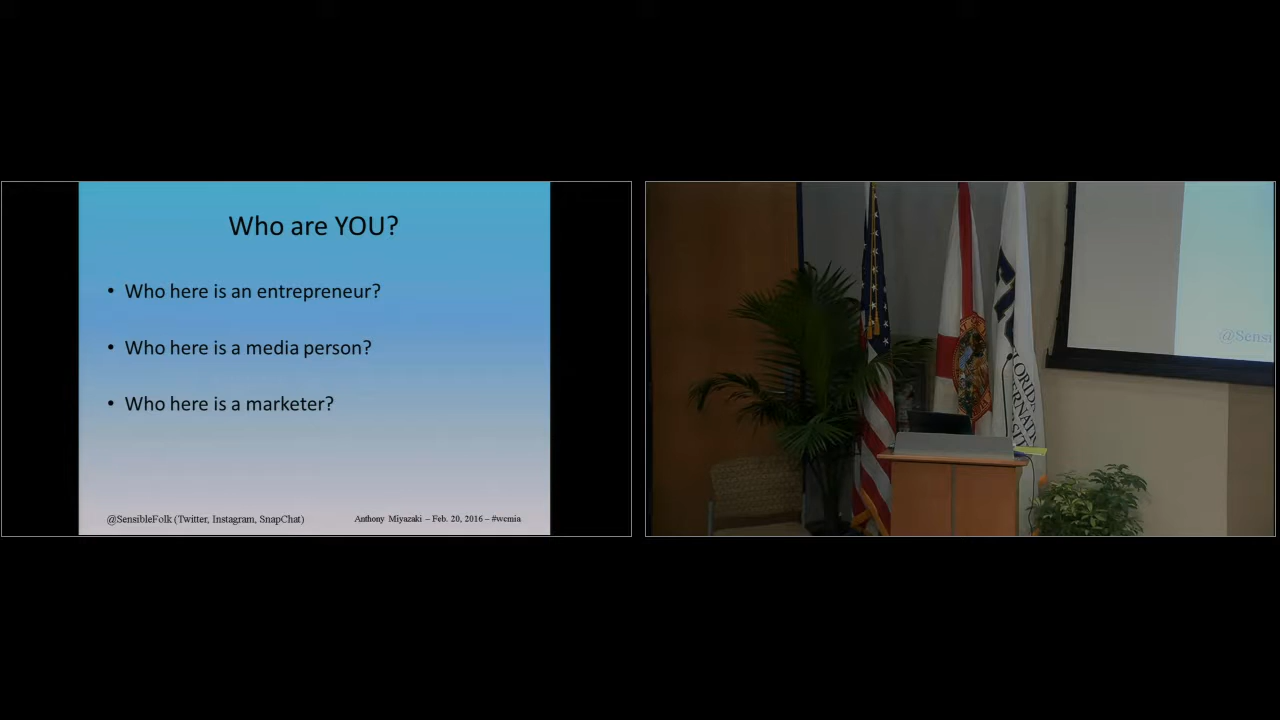 Who are YOU?
• Who here is an entrepreneur?
• Who here is a media person?
• Who here is a marketer?
@SensibleFolk (Twitter, Instagram, SnapChat)
Anthony Miyazaki – Feb. 20, 2016 – #wcmia
@Sensi